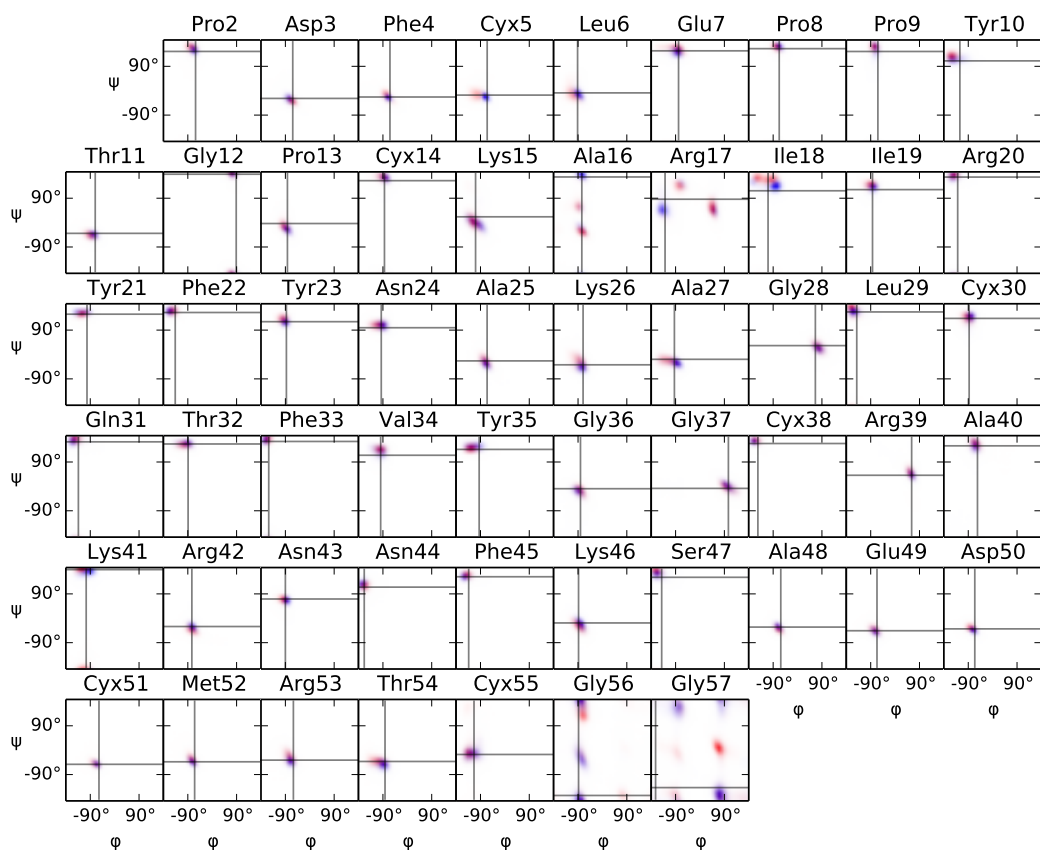 Pro2 Asp3 Phe4 Cyx5 Leu6 Glu7 Pro8 Pro9 Tyr10
90°
ψ
-90°
Thr11 Gly12 Pro13 Cyx14 Lys15 Ala16 Arg17 Ile18 Ile19 Arg20
90°
ψ
-90°
Tyr21 Phe22 Tyr23 Asn24 Ala25 Lys26 Ala27 Gly28 Leu29 Cyx30
90°
ψ
-90°
Gln31 Thr32 Phe33 Val34 Tyr35 Gly36 Gly37 Cyx38 Arg39 Ala40
90°
ψ
-90°
Lys41 Arg42 Asn43 Asn44 Phe45 Lys46 Ser47 Ala48 Glu49 Asp50
90°
ψ
-90°
-90° 90° -90° 90° -90° 90°
Cyx51 Met52 Arg53 Thr54 Cyx55 Gly56 Gly57
φ φ φ
90°
ψ
-90°
-90° 90° -90° 90° -90° 90° -90° 90° -90° 90° -90° 90° -90° 90°
φ φ φ φ φ φ φ